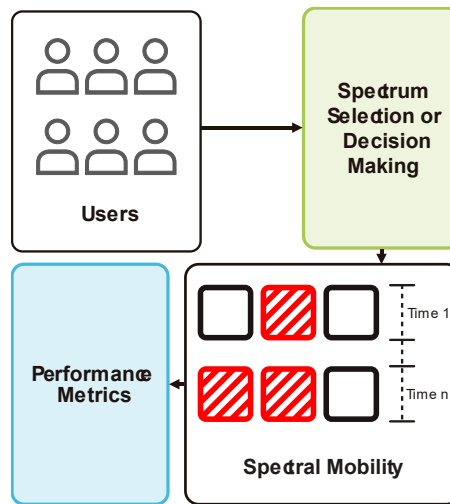 Users
Spectrum
Selection or
Decision
Making
Performance
Metrics
Time 1
Time n
Spectral Mobility